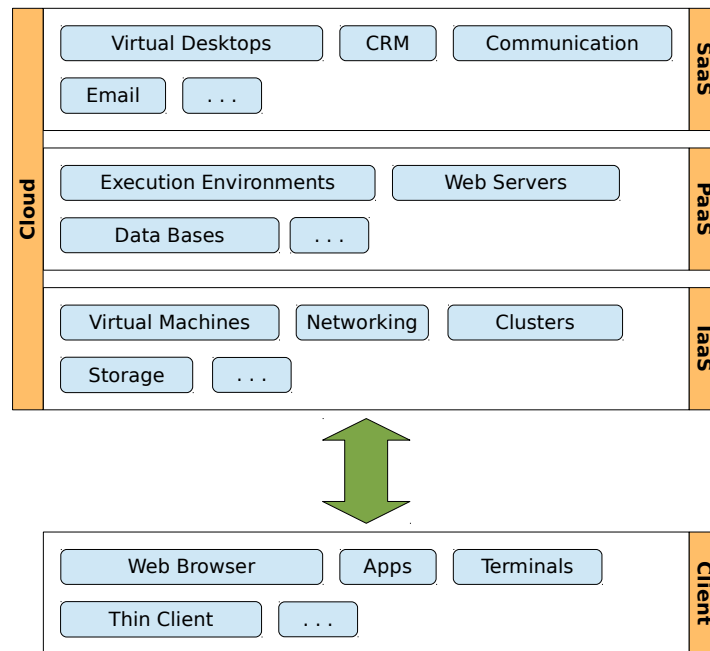 Cloud
Virtual Desktops CRM Communication
Email . . .
SaaS
Execution Environments Web Servers
Data Bases . . .
PaaS
Virtual Machines Networking Clusters
Storage . . .
IaaS
Web Browser Apps Terminals
Thin Client . . .
Client